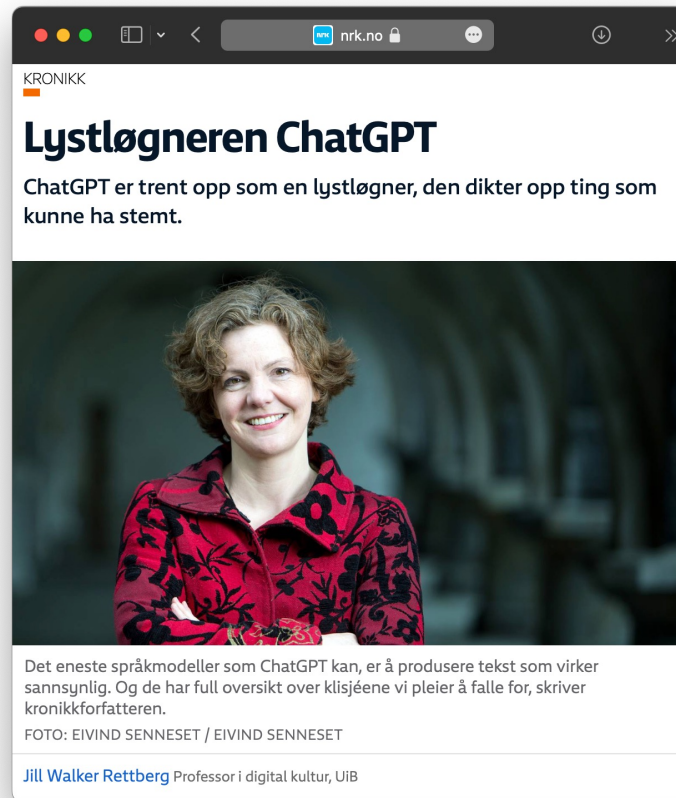 NRK nrk.no
KRONIKK
Lystløgneren ChatGPT
ChatGPT er trent opp som en lystløgner, den dikter opp ting som
kunne ha stemt.
Det eneste språkmodeller som ChatGPT kan, er å produsere tekst som virker
sannsynlig. Og de har full oversikt over klisjéene vi pleier å falle for, skriver
kronikkforfatteren.
FOTO: EIVIND SENNESET / EIVIND SENNESET
Jill Walker Rettberg Professor i digital kultur, UiB